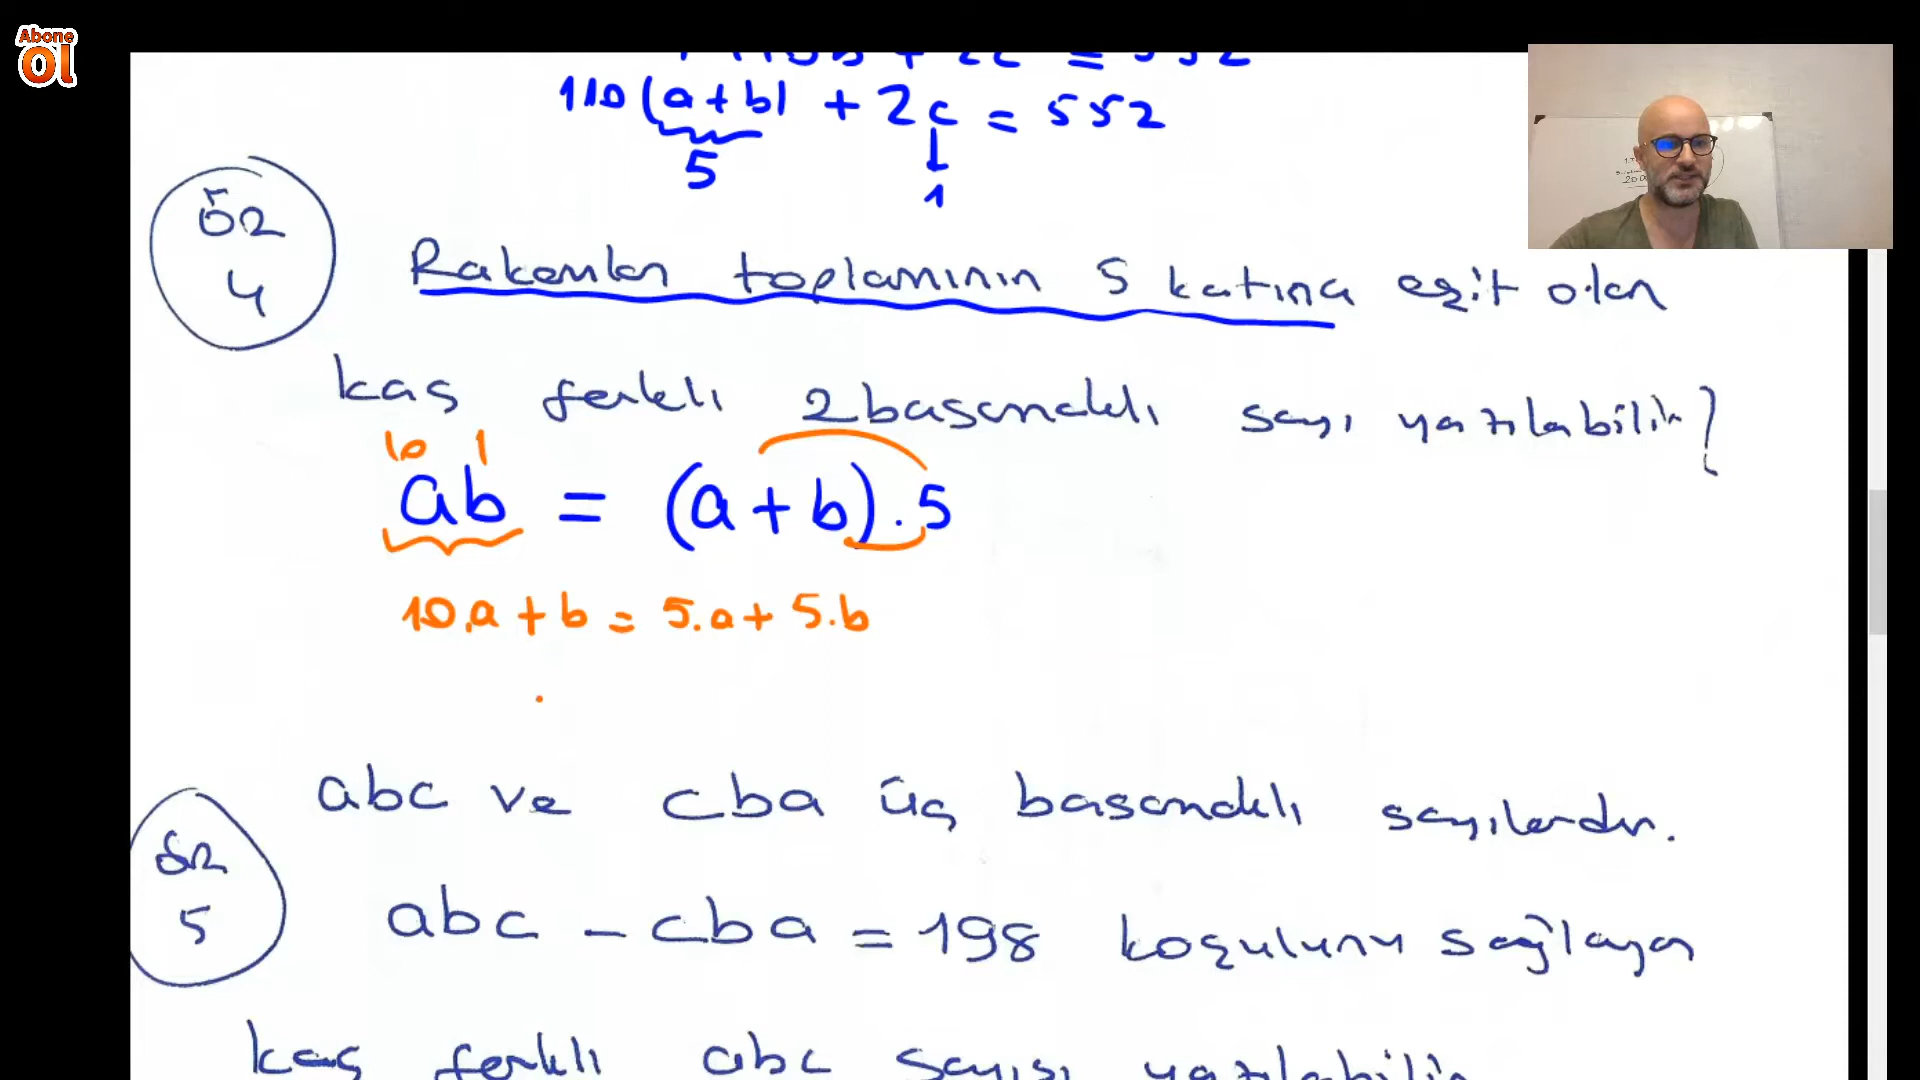 Abone
Ol
110(a+b) + 2c = 552
5
1
ÖR
4
Rakamları toplamının 5 katına eşit olan
kaç farklı 2 basamaklı sayı yazılabilir?
10 1
ab = (a+b).5
10.a + b = 5.a + 5.b
abc ve cba üç basamaklı sayılardır.
ÖR
5
abc - cba = 198 koşulunu sağlayan
kaç farklı abc sayısı yazılabilir